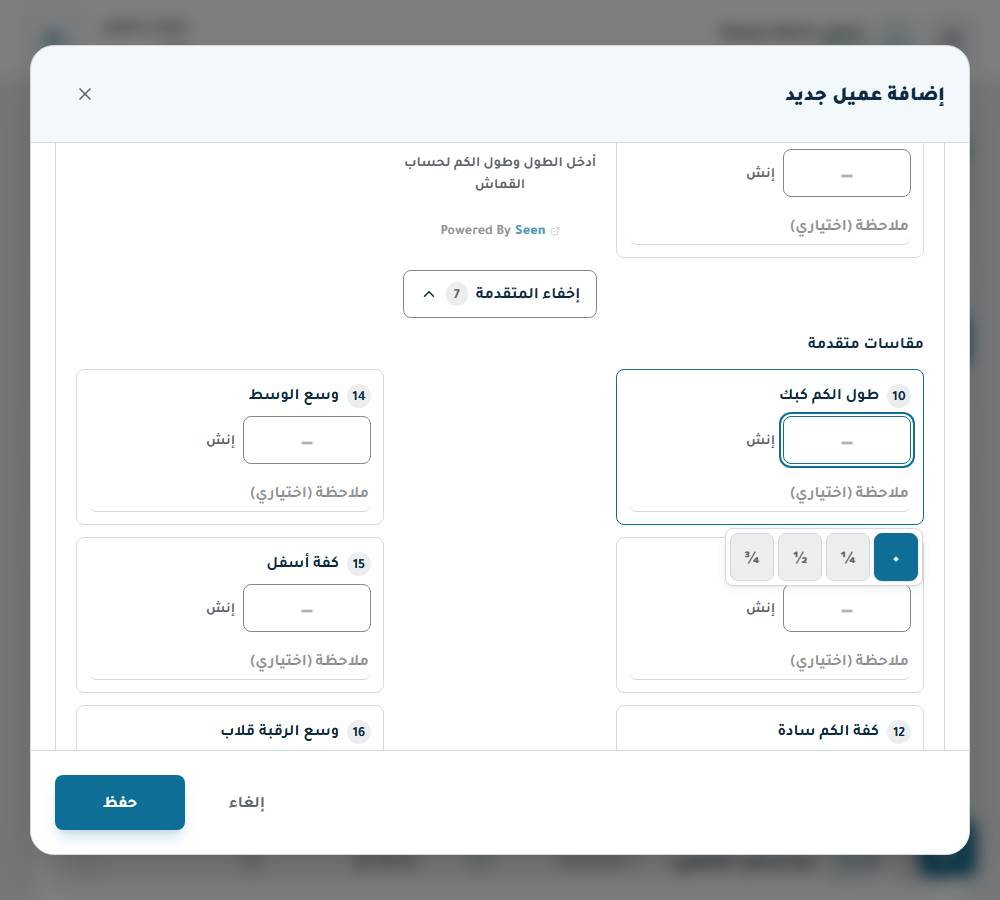 إضافة عميل جديد
إنش
—
ملاحظة (اختياري)
أدخل الطول وطول الكم لحساب
القماش
Powered By Seen
إخفاء المتقدمة 7
مقاسات متقدمة
10 طول الكم كبك
— إنش
ملاحظة (اختياري)
14 وسع الوسط
— إنش
ملاحظة (اختياري)
٠ ¼ ½ ¾
— إنش
ملاحظة (اختياري)
15 كفة أسفل
— إنش
ملاحظة (اختياري)
12 كفة الكم سادة
16 وسع الرقبة قلاب
إلغاء
حفظ